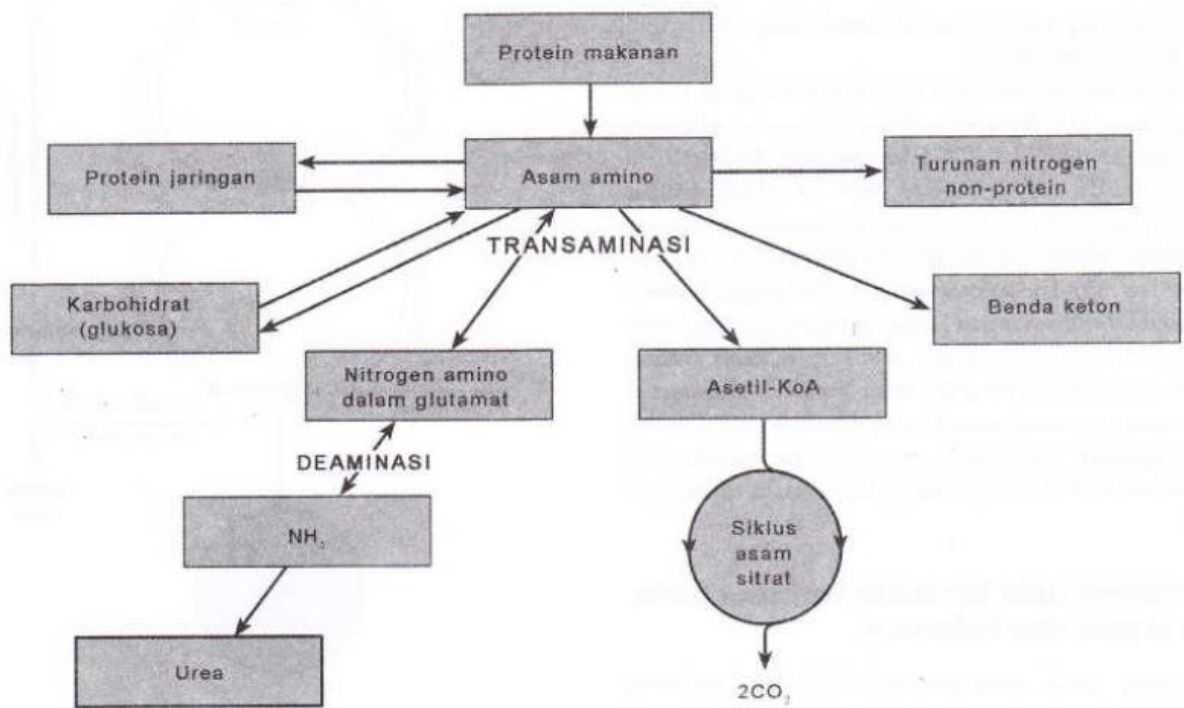 Protein makanan
Protein jaringan
Asam amino
Turunan nitrogen
non-protein
TRANSAMINASI
Karbohidrat
(glukosa)
Benda keton
Nitrogen amino
dalam glutamat
Asetil-KoA
DEAMINASI
NH₃
Siklus
asam
sitrat
Urea
2CO₂